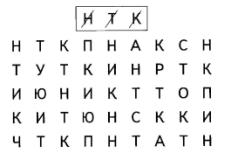 Н Т К
Н Т К П Н А К С Н
Т У Т К И Н Р Т К
И Ю Н И К Т Т О П
К И Т Ю Н С К К И
Ч Т К П Н Т А Т Н